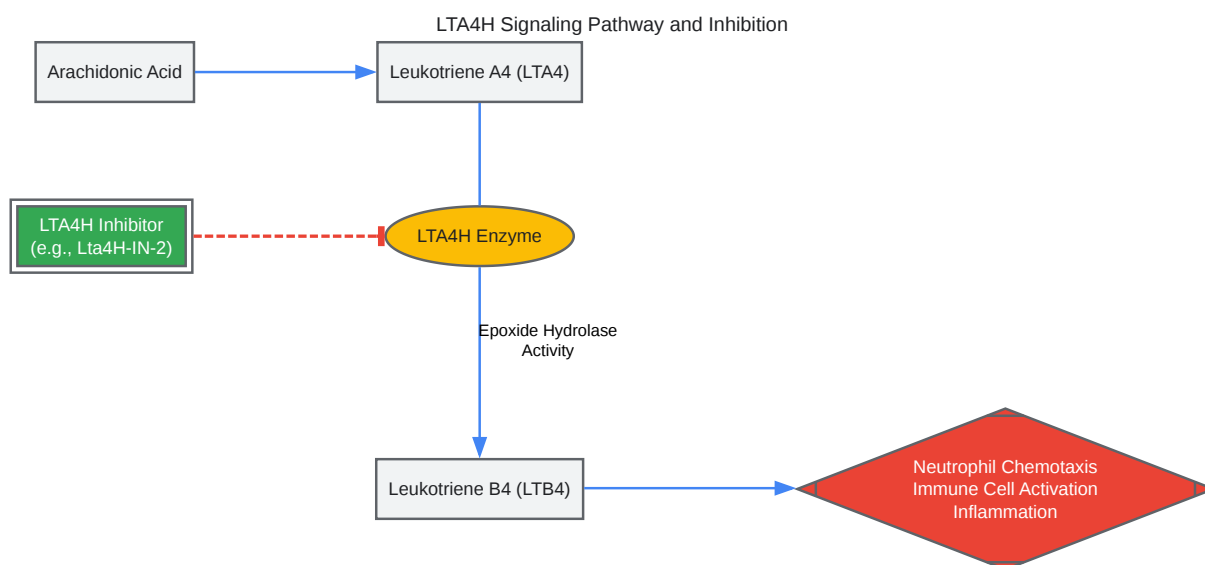 LTA4H Signaling Pathway and Inhibition
Arachidonic Acid
Leukotriene A4 (LTA4)
LTA4H Inhibitor
(e.g., Lta4H-IN-2)
LTA4H Enzyme
Epoxide Hydrolase
Activity
Leukotriene B4 (LTB4)
Neutrophil Chemotaxis
Immune Cell Activation
Inflammation